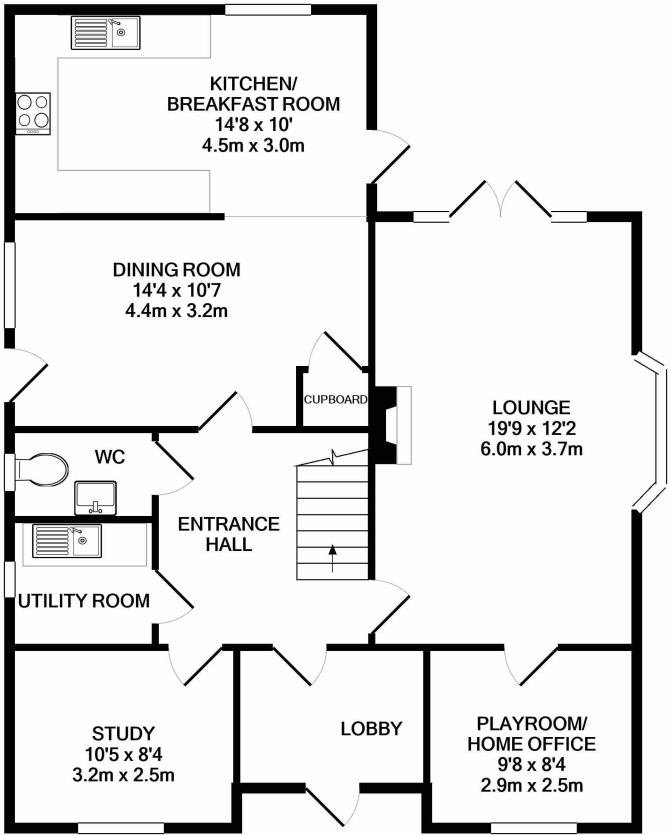 KITCHEN/
BREAKFAST ROOM
14'8 x 10'
4.5m x 3.0m
DINING ROOM
14'4 x 10'7
4.4m x 3.2m
CUPBOARD
LOUNGE
19'9 x 12'2
6.0m x 3.7m
WC
ENTRANCE
HALL
UTILITY ROOM
STUDY
10'5 x 8'4
3.2m x 2.5m
LOBBY
PLAYROOM/
HOME OFFICE
9'8 x 8'4
2.9m x 2.5m